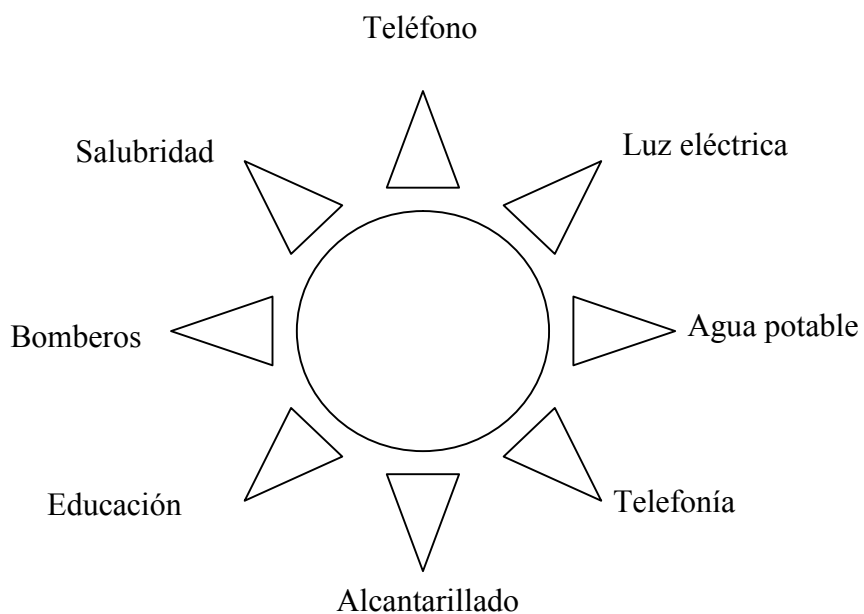 Teléfono
Salubridad
Luz eléctrica
Bomberos
Agua potable
Educación
Telefonía
Alcantarillado